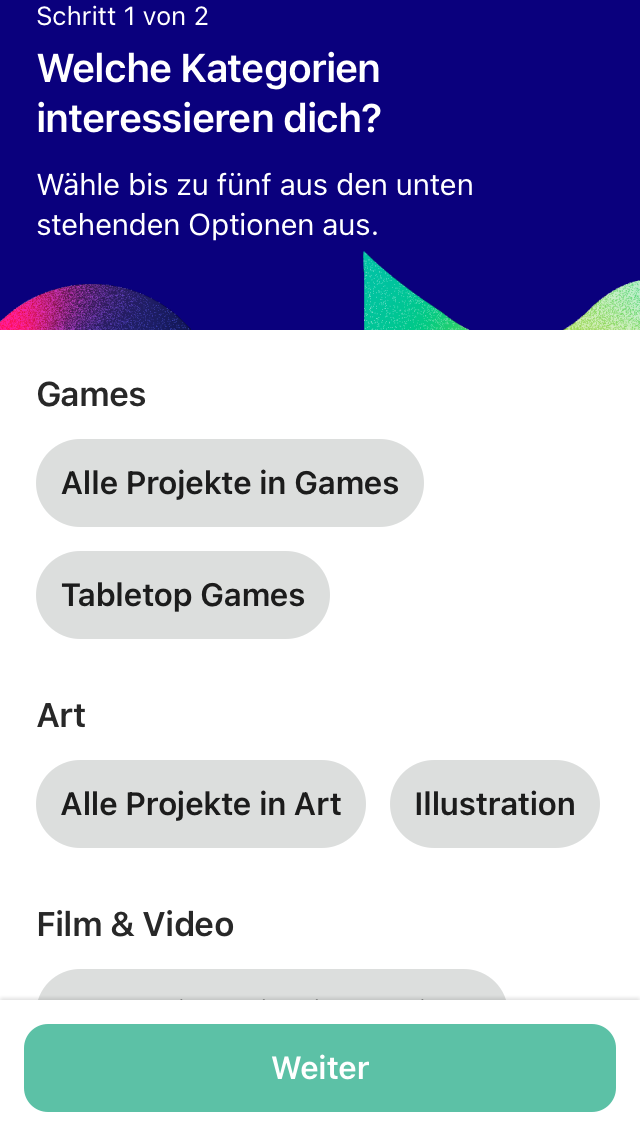 Schritt 1 von 2
Welche Kategorien
interessieren dich?
Wähle bis zu fünf aus den unten
stehenden Optionen aus.
Games
Alle Projekte in Games
Tabletop Games
Art
Alle Projekte in Art
Illustration
Film & Video
Weiter